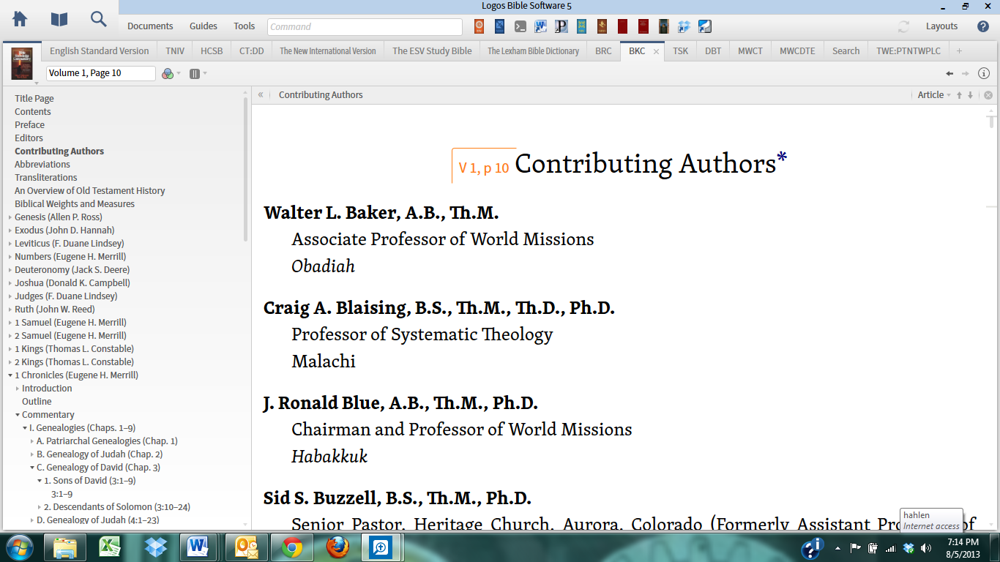 Logos Bible Software 5
Documents Guides Tools Command Layouts
English Standard Version TNIV HCSB CT:DD The New International Version The ESV Study Bible The Lexham Bible Dictionary BRC BKC TSK DBT MWCT MWCDTE Search TWE:PTNTWPLC
Volume 1, Page 10
Title Page
Contents
Preface
Editors
Contributing Authors
Abbreviations
Transliterations
An Overview of Old Testament History
Biblical Weights and Measures
Genesis (Allen P. Ross)
Exodus (John D. Hannah)
Leviticus (F. Duane Lindsey)
Numbers (Eugene H. Merrill)
Deuteronomy (Jack S. Deere)
Joshua (Donald K. Campbell)
Judges (F. Duane Lindsey)
Ruth (John W. Reed)
1 Samuel (Eugene H. Merrill)
2 Samuel (Eugene H. Merrill)
1 Kings (Thomas L. Constable)
2 Kings (Thomas L. Constable)
1 Chronicles (Eugene H. Merrill)
Introduction
Outline
Commentary
I. Genealogies (Chaps. 1–9)
A. Patriarchal Genealogies (Chap. 1)
B. Genealogy of Judah (Chap. 2)
C. Genealogy of David (Chap. 3)
1. Sons of David (3:1–9)
3:1–9
2. Descendants of Solomon (3:10–24)
D. Genealogy of Judah (4:1–23)
Contributing Authors Article
V 1, p 10 Contributing Authors*
Walter L. Baker, A.B., Th.M.
Associate Professor of World Missions
Obadiah
Craig A. Blaising, B.S., Th.M., Th.D., Ph.D.
Professor of Systematic Theology
Malachi
J. Ronald Blue, A.B., Th.M., Ph.D.
Chairman and Professor of World Missions
Habakkuk
Sid S. Buzzell, B.S., Th.M., Ph.D.
Senior Pastor, Heritage Church, Aurora, Colorado (Formerly Assistant of
hahlen
Internet access
7:14 PM
8/5/2013